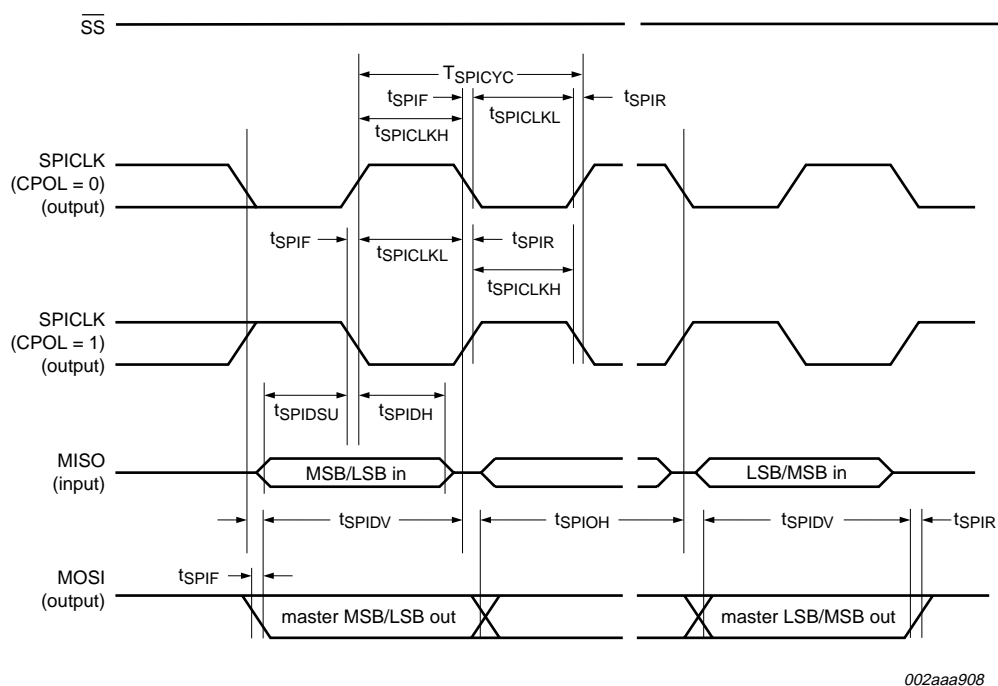 SS
TSPICYC
tSPIF
tSPICLKL
tSPIR
tSPICLKH
SPICLK
(CPOL = 0)
(output)
tSPIF
tSPICLKL
tSPIR
tSPICLKH
SPICLK
(CPOL = 1)
(output)
tSPIDSU
tSPIDH
MISO
(input)
MSB/LSB in
LSB/MSB in
tSPIDV
tSPIOH
tSPIDV
tSPIR
tSPIF
MOSI
(output)
master MSB/LSB out
master LSB/MSB out
002aaa908